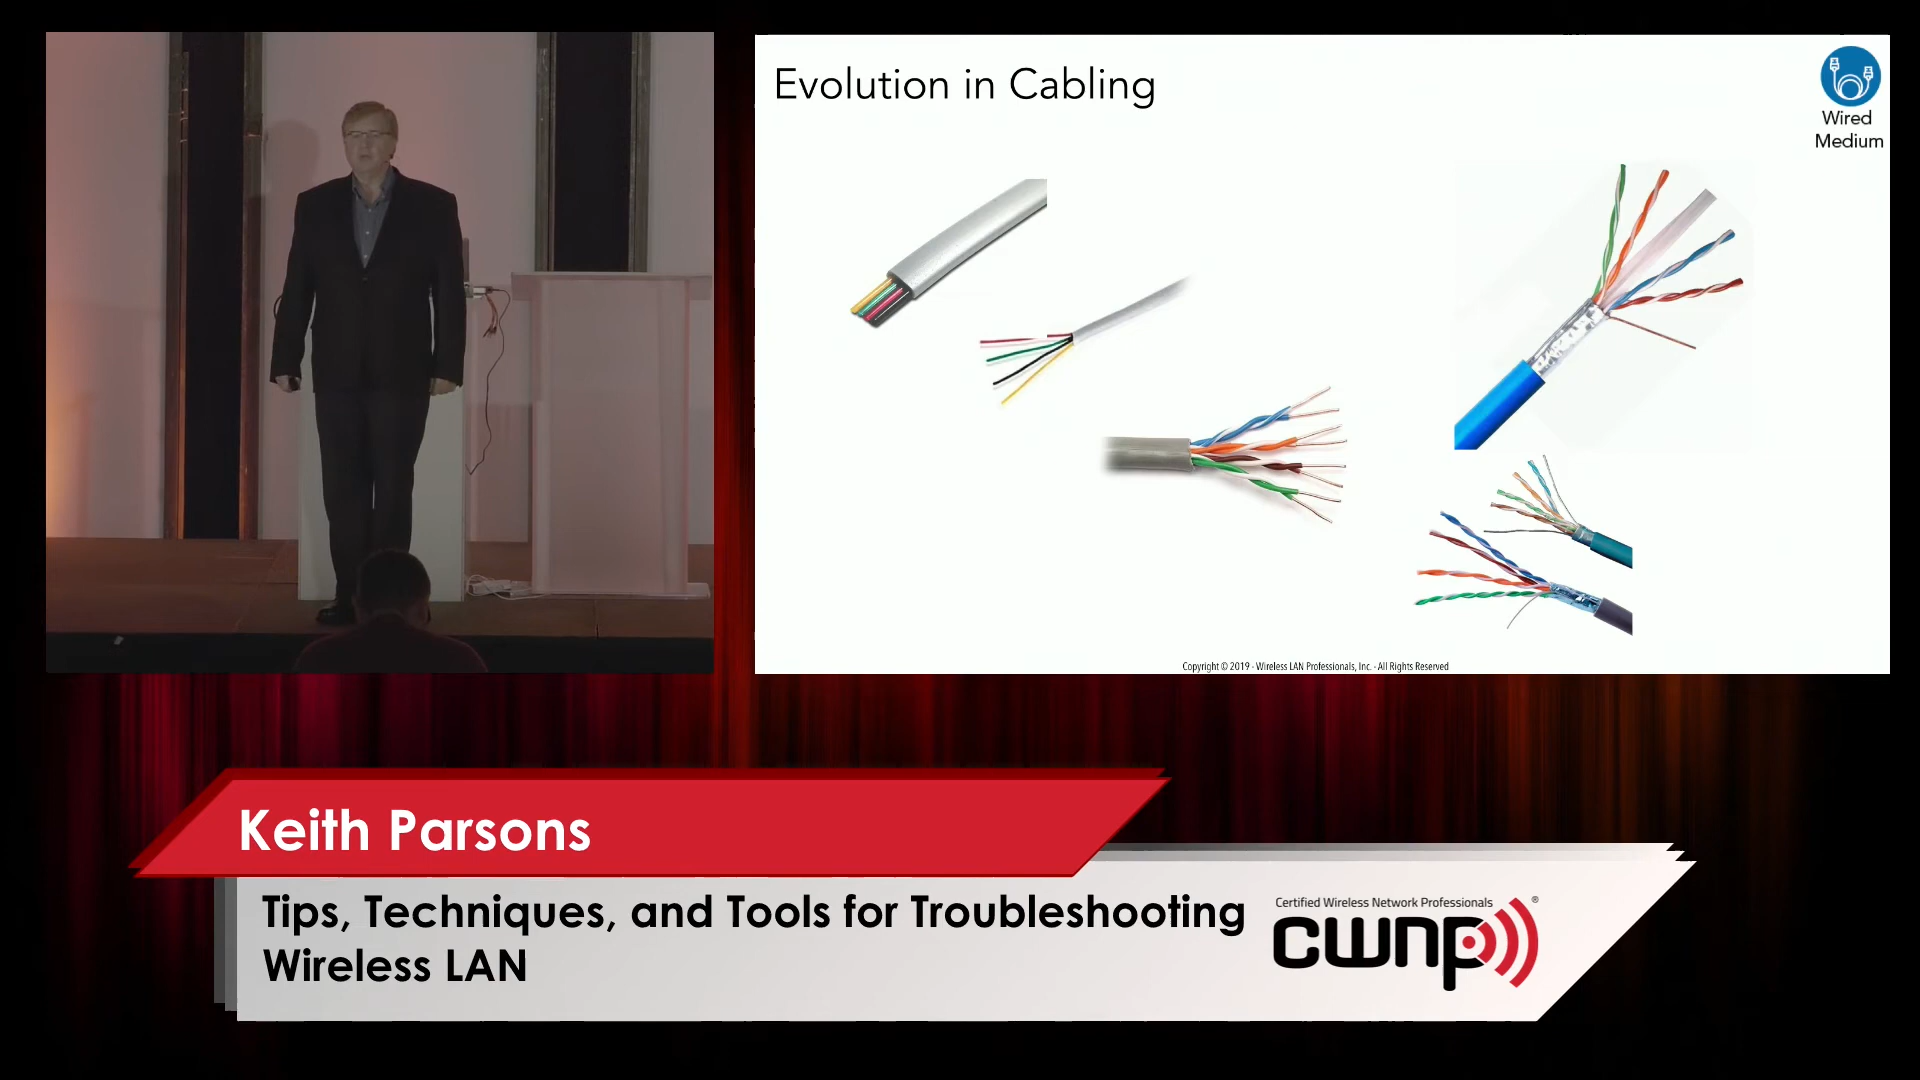 Evolution in Cabling
Wired
Medium
Copyright © 2019 - Wireless LAN Professionals, Inc. - All Rights Reserved
Keith Parsons
Tips, Techniques, and Tools for Troubleshooting
Wireless LAN
Certified Wireless Network Professionals
cwnp®